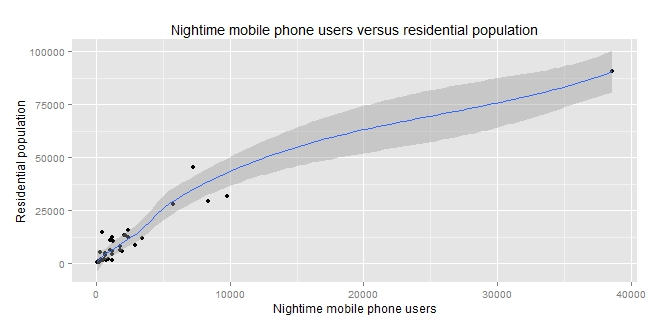 Nightime mobile phone users versus residential population
100000
75000
50000
25000
0
Residential population
0 10000 20000 30000 40000
Nightime mobile phone users